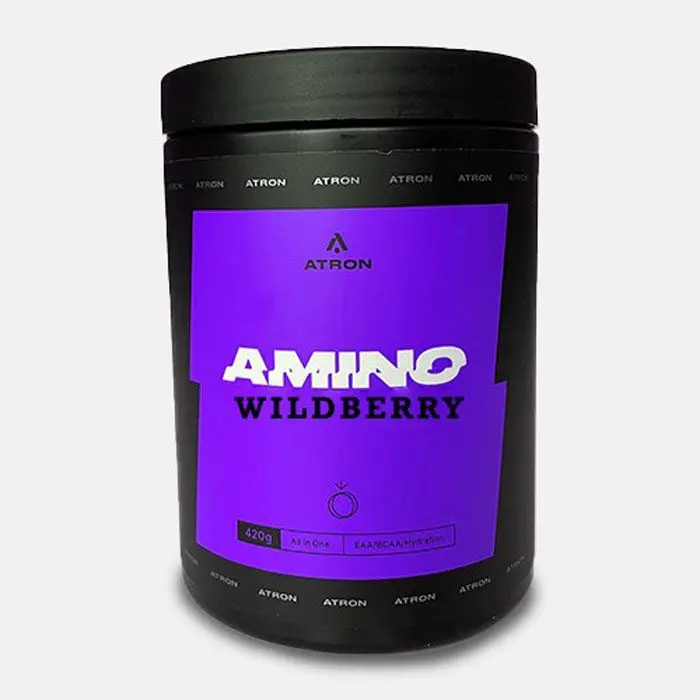 ATRON ATRON ATRON ATRON ATRON ATRON
ATRON
AMINO
WILDBERRY
420g All in One EAA/BCAA/Hydration
ATRON ATRON ATRON ATRON ATRON